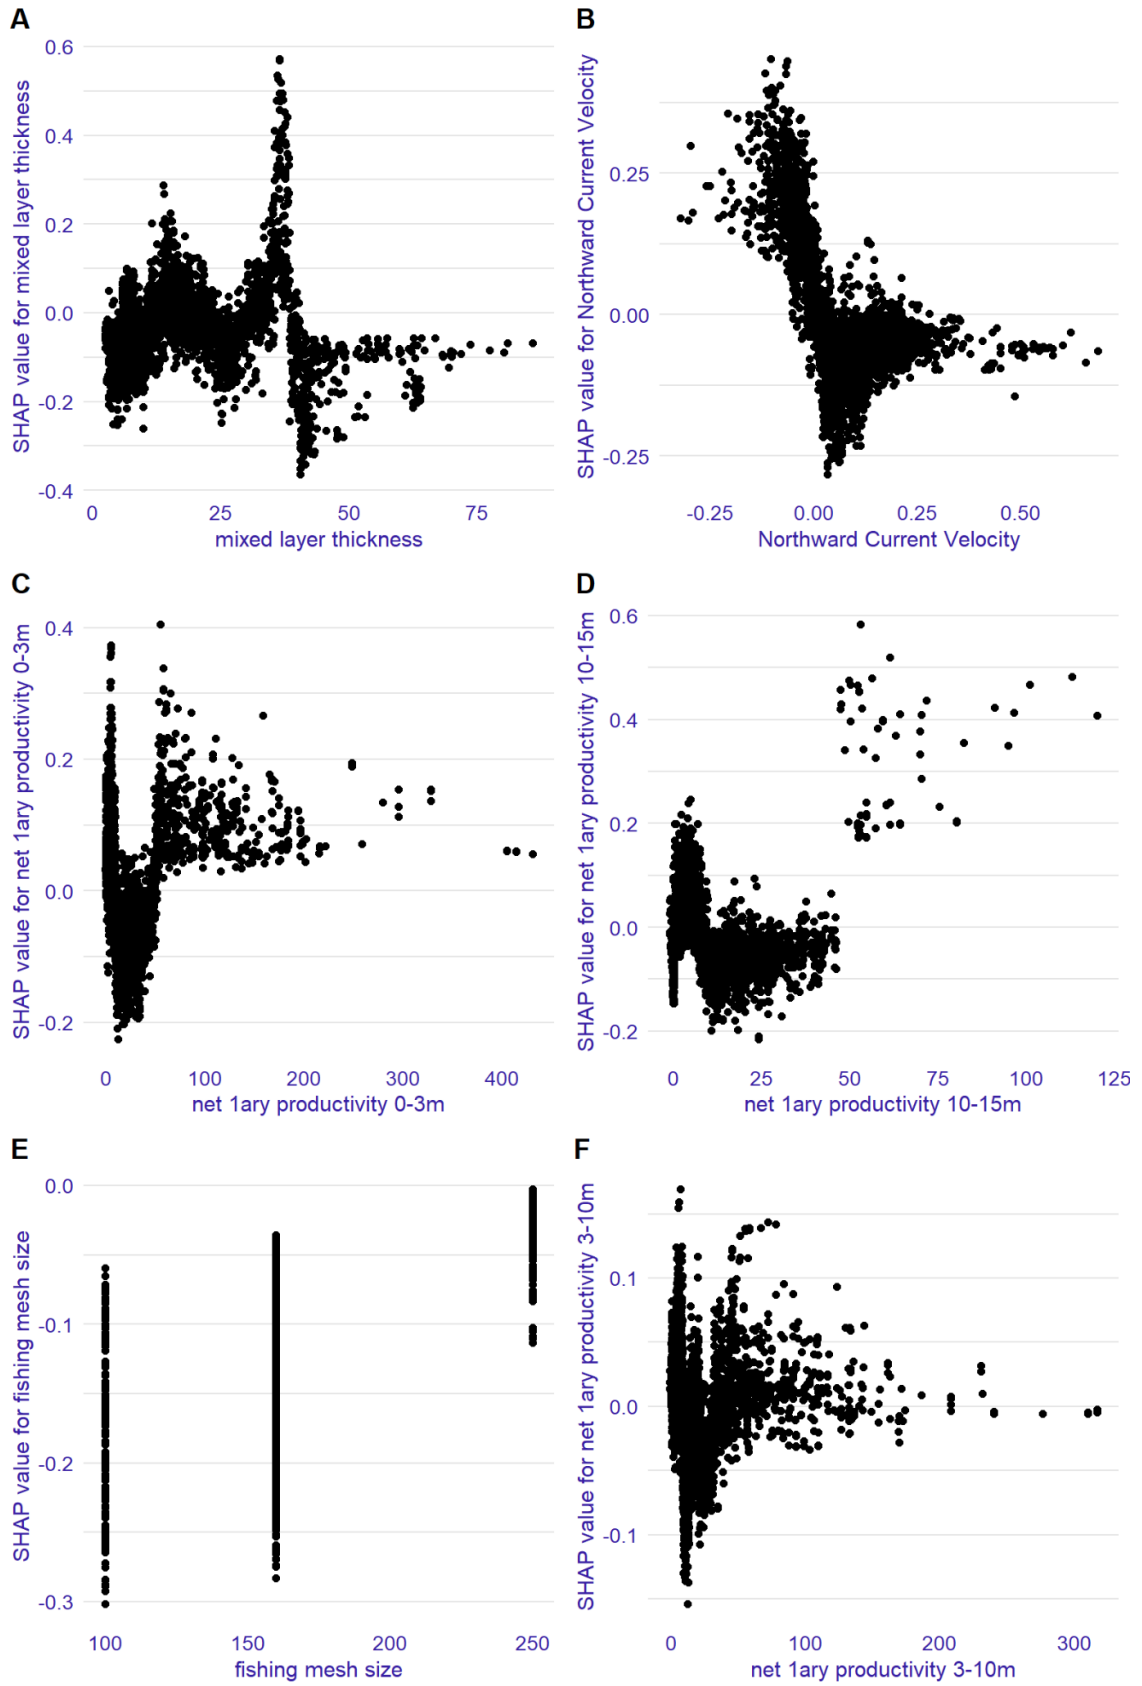 A
SHAP value for mixed layer thickness
0.6
0.4
0.2
0.0
-0.2
-0.4
0 25 50 75
mixed layer thickness
B
SHAP value for Northward Current Velocity
0.25
0.00
-0.25
-0.25 0.00 0.25 0.50
Northward Current Velocity
C
SHAP value for net 1ary productivity 0-3m
0.4
0.2
0.0
-0.2
0 100 200 300 400
net 1ary productivity 0-3m
D
SHAP value for net 1ary productivity 10-15m
0.6
0.4
0.2
0.0
-0.2
0 25 50 75 100 125
net 1ary productivity 10-15m
E
SHAP value for fishing mesh size
0.0
-0.1
-0.2
-0.3
100 150 200 250
fishing mesh size
F
SHAP value for net 1ary productivity 3-10m
0.1
0.0
-0.1
0 100 200 300
net 1ary productivity 3-10m